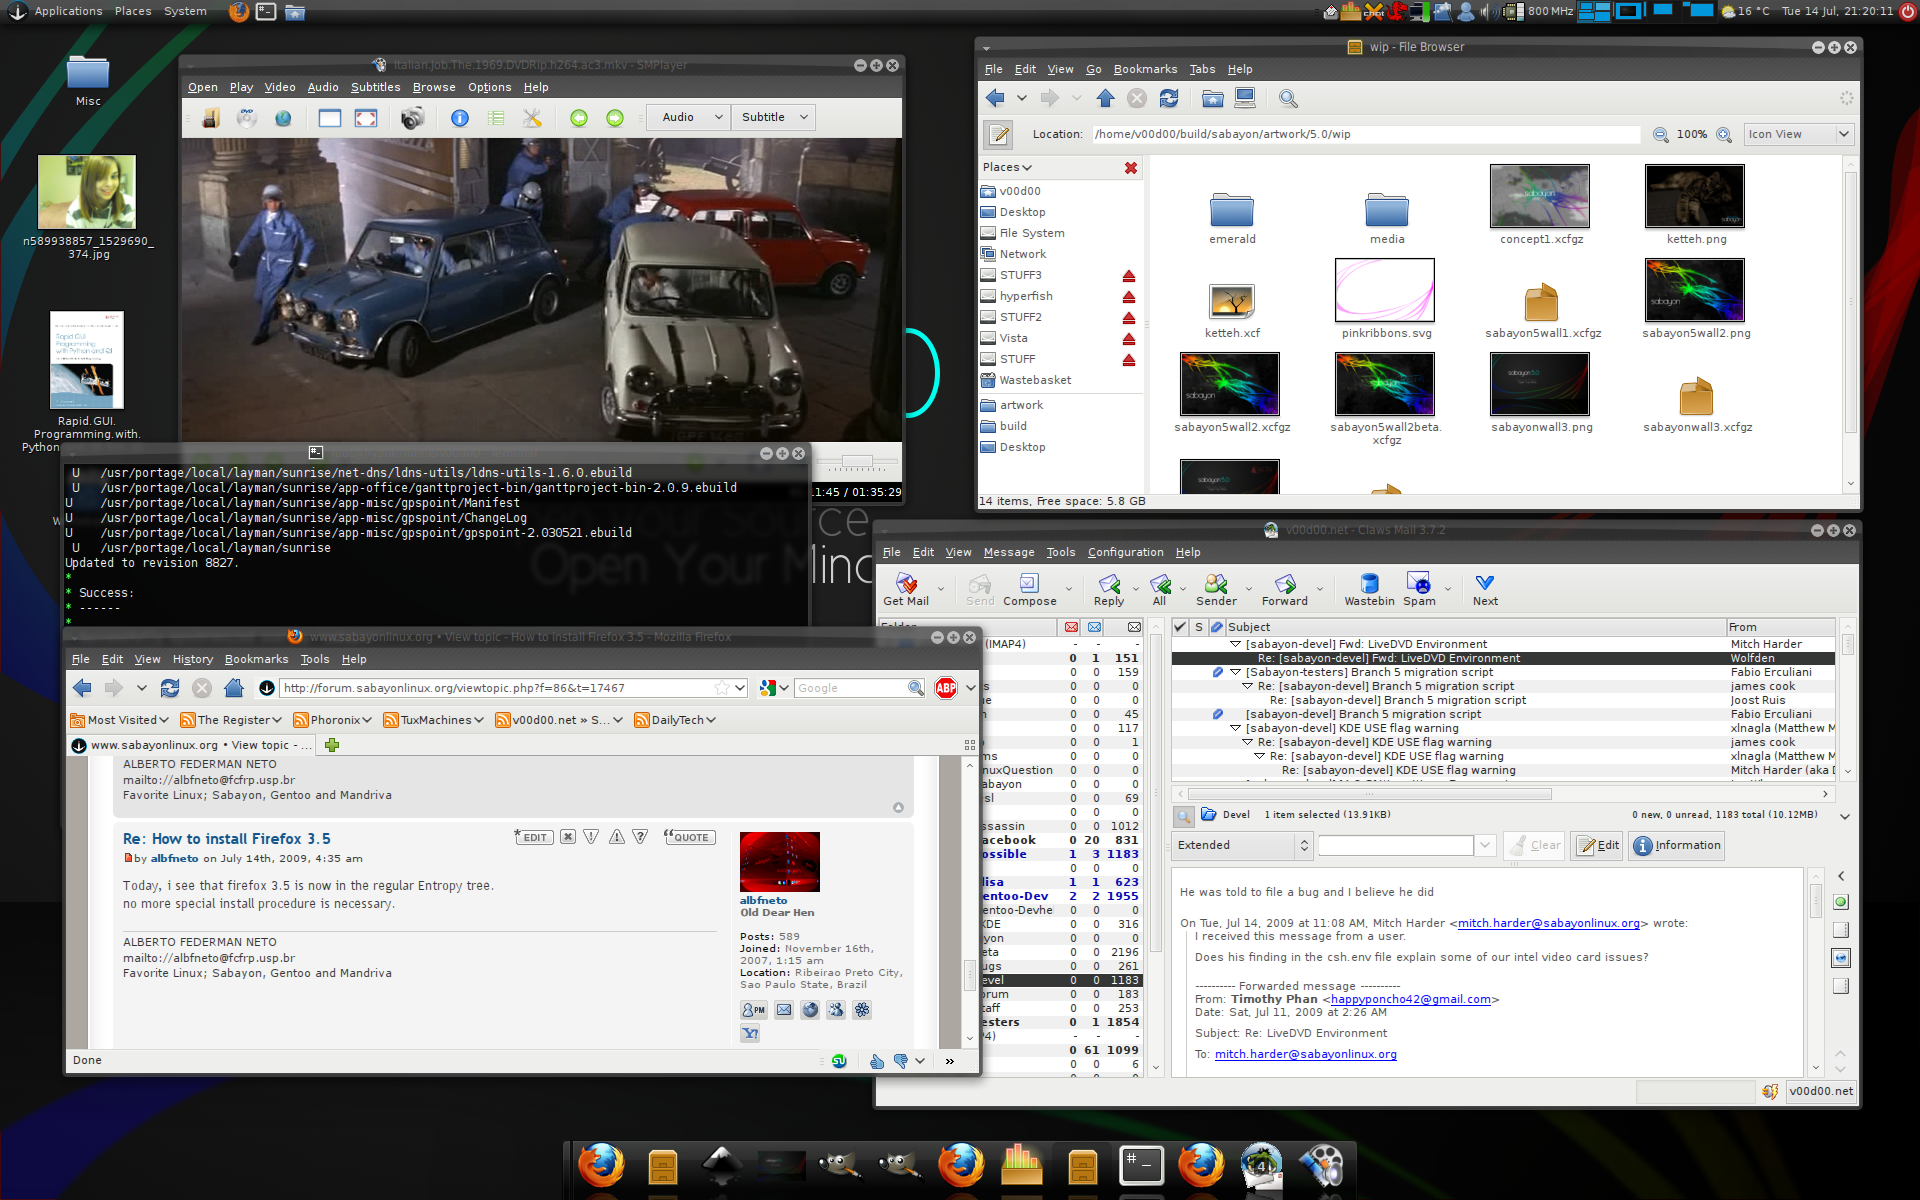 Applications Places System
800 MHz
16 °C Tue 14 Jul, 21:20:11
Misc
n589938857_1529690_
374.jpg
Rapid GUI
Programming
with Python and Qt
Rapid.GUI.
Programming.with.
Python
Italian.Job.The.1969.DVDRip.h264.ac3.mkv - SMPlayer
Open Play Video Audio Subtitles Browse Options Help
Audio Subtitle
11:45 / 01:35:29
wip - File Browser
File Edit View Go Bookmarks Tabs Help
Location: /home/v00d00/build/sabayon/artwork/5.0/wip
100% Icon View
Places
v00d00
Desktop
File System
Network
STUFF3
hyperfish
STUFF2
Vista
STUFF
Wastebasket
artwork
build
Desktop
emerald
media
concept1.xcfgz
ketteh.png
ketteh.xcf
pinkribbons.svg
sabayon5wall1.xcfgz
sabayon5wall2.png
sabayon5wall2.xcfgz
sabayon5wall2beta.
xcfgz
sabayonwall3.png
sabayonwall3.xcfgz
14 items, Free space: 5.8 GB
U /usr/portage/local/layman/sunrise/net-dns/ldns-utils/ldns-utils-1.6.0.ebuild
U /usr/portage/local/layman/sunrise/app-office/ganttproject-bin/ganttproject-bin-2.0.9.ebuild
U /usr/portage/local/layman/sunrise/app-misc/gpspoint/Manifest
U /usr/portage/local/layman/sunrise/app-misc/gpspoint/ChangeLog
U /usr/portage/local/layman/sunrise/app-misc/gpspoint/gpspoint-2.030521.ebuild
U /usr/portage/local/layman/sunrise
Updated to revision 8827.
*
* Success:
* ------
*
Source
Open Your Mind
www.sabayonlinux.org • View topic - How to install Firefox 3.5 - Mozilla Firefox
File Edit View History Bookmarks Tools Help
http://forum.sabayonlinux.org/viewtopic.php?f=86&t=17467
Google
ABP
Most Visited The Register Phoronix TuxMachines v00d00.net » S... DailyTech
www.sabayonlinux.org • View topic - ...
ALBERTO FEDERMAN NETO
mailto://albfneto@fcfrp.usp.br
Favorite Linux; Sabayon, Gentoo and Mandriva
Re: How to install Firefox 3.5
EDIT QUOTE
by albfneto on July 14th, 2009, 4:35 am
Today, i see that firefox 3.5 is now in the regular Entropy tree.
no more special install procedure is necessary.
ALBERTO FEDERMAN NETO
mailto://albfneto@fcfrp.usp.br
Favorite Linux; Sabayon, Gentoo and Mandriva
albfneto
Old Dear Hen
Posts: 589
Joined: November 16th,
2007, 1:15 am
Location: Ribeirao Preto City,
Sao Paulo State, Brazil
PM
Done
v00d00.net - Claws Mail 3.7.2
File Edit View Message Tools Configuration Help
Get Mail Send Compose Reply All Sender Forward Wastebin Spam Next
(IMAP4) - - -
0 1 151
0 0 159
0 0 0
0 0 0
0 0 45
0 0 117
0 0 1
0 0 0
nuxQuestion 0 0 0
abayon 0 0 0
0 0 69
0 0 0
assassin 0 0 1012
acebook 0 20 831
ossible 1 3 1183
0 0 0
lisa 1 1 623
entoo-Dev 2 2 1955
entoo-Devhe 0 0 0
KDE 0 0 316
yon 0 0 0
eta 0 0 2196
ugs 0 0 261
evel 0 0 1183
orum 0 0 183
taff 0 0 253
esters 0 1 1854
P4) - - -
0 61 1099
0 0 6
S Subject From
[sabayon-devel] Fwd: LiveDVD Environment Mitch Harder
Re: [sabayon-devel] Fwd: LiveDVD Environment Wolfden
[Sabayon-testers] Branch 5 migration script Fabio Erculiani
Re: [sabayon-devel] Branch 5 migration script james cook
Re: [sabayon-devel] Branch 5 migration script Joost Ruis
[sabayon-devel] Branch 5 migration script Fabio Erculiani
[sabayon-devel] KDE USE flag warning xlnagla (Matthew M
Re: [sabayon-devel] KDE USE flag warning james cook
Re: [sabayon-devel] KDE USE flag warning xlnagla (Matthew M
Re: [sabayon-devel] KDE USE flag warning Mitch Harder (aka D
Devel 1 item selected (13.91KB) 0 new, 0 unread, 1183 total (10.12MB)
Extended Clear Edit Information
He was told to file a bug and I believe he did
On Tue, Jul 14, 2009 at 11:08 AM, Mitch Harder <mitch.harder@sabayonlinux.org> wrote:
I received this message from a user.
Does his finding in the csh.env file explain some of our intel video card issues?
---------- Forwarded message ----------
From: Timothy Phan <happyponcho42@gmail.com>
Date: Sat, Jul 11, 2009 at 2:26 AM
Subject: Re: LiveDVD Environment
To: mitch.harder@sabayonlinux.org
v00d00.net